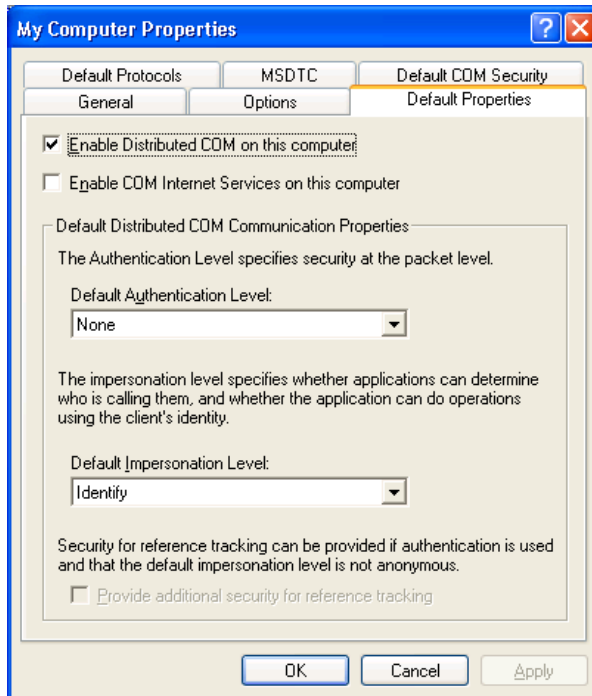 My Computer Properties
Default Protocols MSDTC Default COM Security
General Options Default Properties
Enable Distributed COM on this computer
Enable COM Internet Services on this computer
Default Distributed COM Communication Properties
The Authentication Level specifies security at the packet level.
Default Authentication Level:
None
The impersonation level specifies whether applications can determine
who is calling them, and whether the application can do operations
using the client's identity.
Default Impersonation Level:
Identify
Security for reference tracking can be provided if authentication is used
and that the default impersonation level is not anonymous.
Provide additional security for reference tracking
OK Cancel Apply